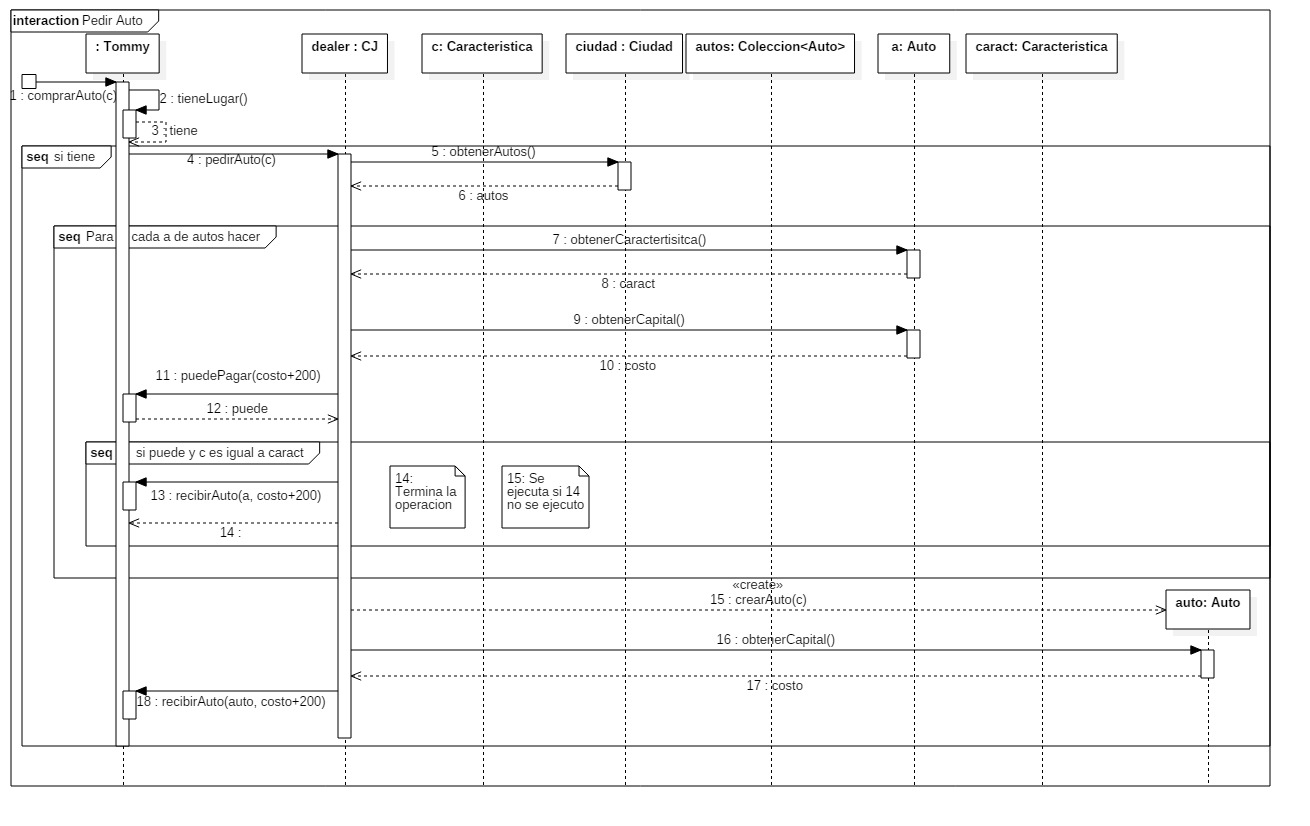 interaction Pedir Auto
: Tommy
dealer : CJ
c: Caracteristica
ciudad : Ciudad
autos: Coleccion<Auto>
a: Auto
caract: Caracteristica
1 : comprarAuto(c)
2 : tieneLugar()
3 : tiene
seq si tiene
4 : pedirAuto(c)
5 : obtenerAutos()
6 : autos
seq Para cada a de autos hacer
7 : obtenerCaractertisitca()
8 : caract
9 : obtenerCapital()
10 : costo
11 : puedePagar(costo+200)
12 : puede
seq si puede y c es igual a caract
13 : recibirAuto(a, costo+200)
14 :
14:
Termina la
operacion
15: Se
ejecuta si 14
no se ejecuto
«create»
15 : crearAuto(c)
auto: Auto
16 : obtenerCapital()
17 : costo
18 : recibirAuto(auto, costo+200)